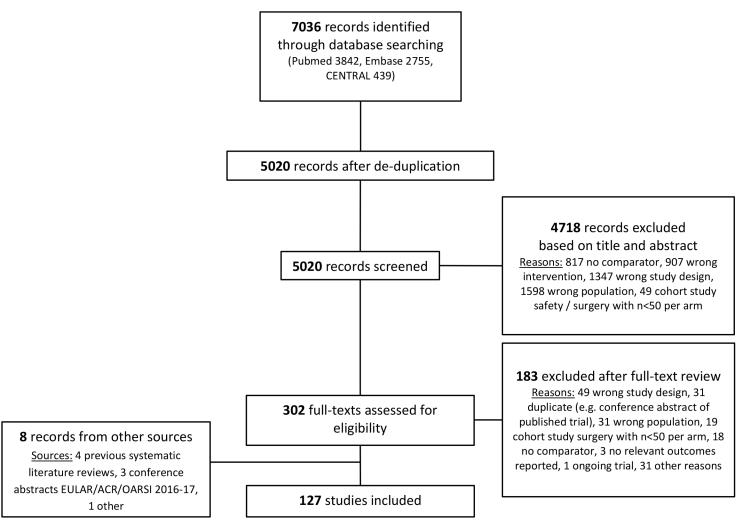 7036 records identified
through database searching
(Pubmed 3842, Embase 2755,
CENTRAL 439)
5020 records after de-duplication
4718 records excluded
based on title and abstract
Reasons: 817 no comparator, 907 wrong
intervention, 1347 wrong study design,
1598 wrong population, 49 cohort study
safety / surgery with n<50 per arm
5020 records screened
183 excluded after full-text review
Reasons: 49 wrong study design, 31
duplicate (e.g. conference abstract of
published trial), 31 wrong population, 19
cohort study surgery with n<50 per arm, 18
no comparator, 3 no relevant outcomes
reported, 1 ongoing trial, 31 other reasons
302 full-texts assessed for
eligibility
8 records from other sources
Sources: 4 previous systematic
literature reviews, 3 conference
abstracts EULAR/ACR/OARSI 2016-17,
1 other
127 studies included